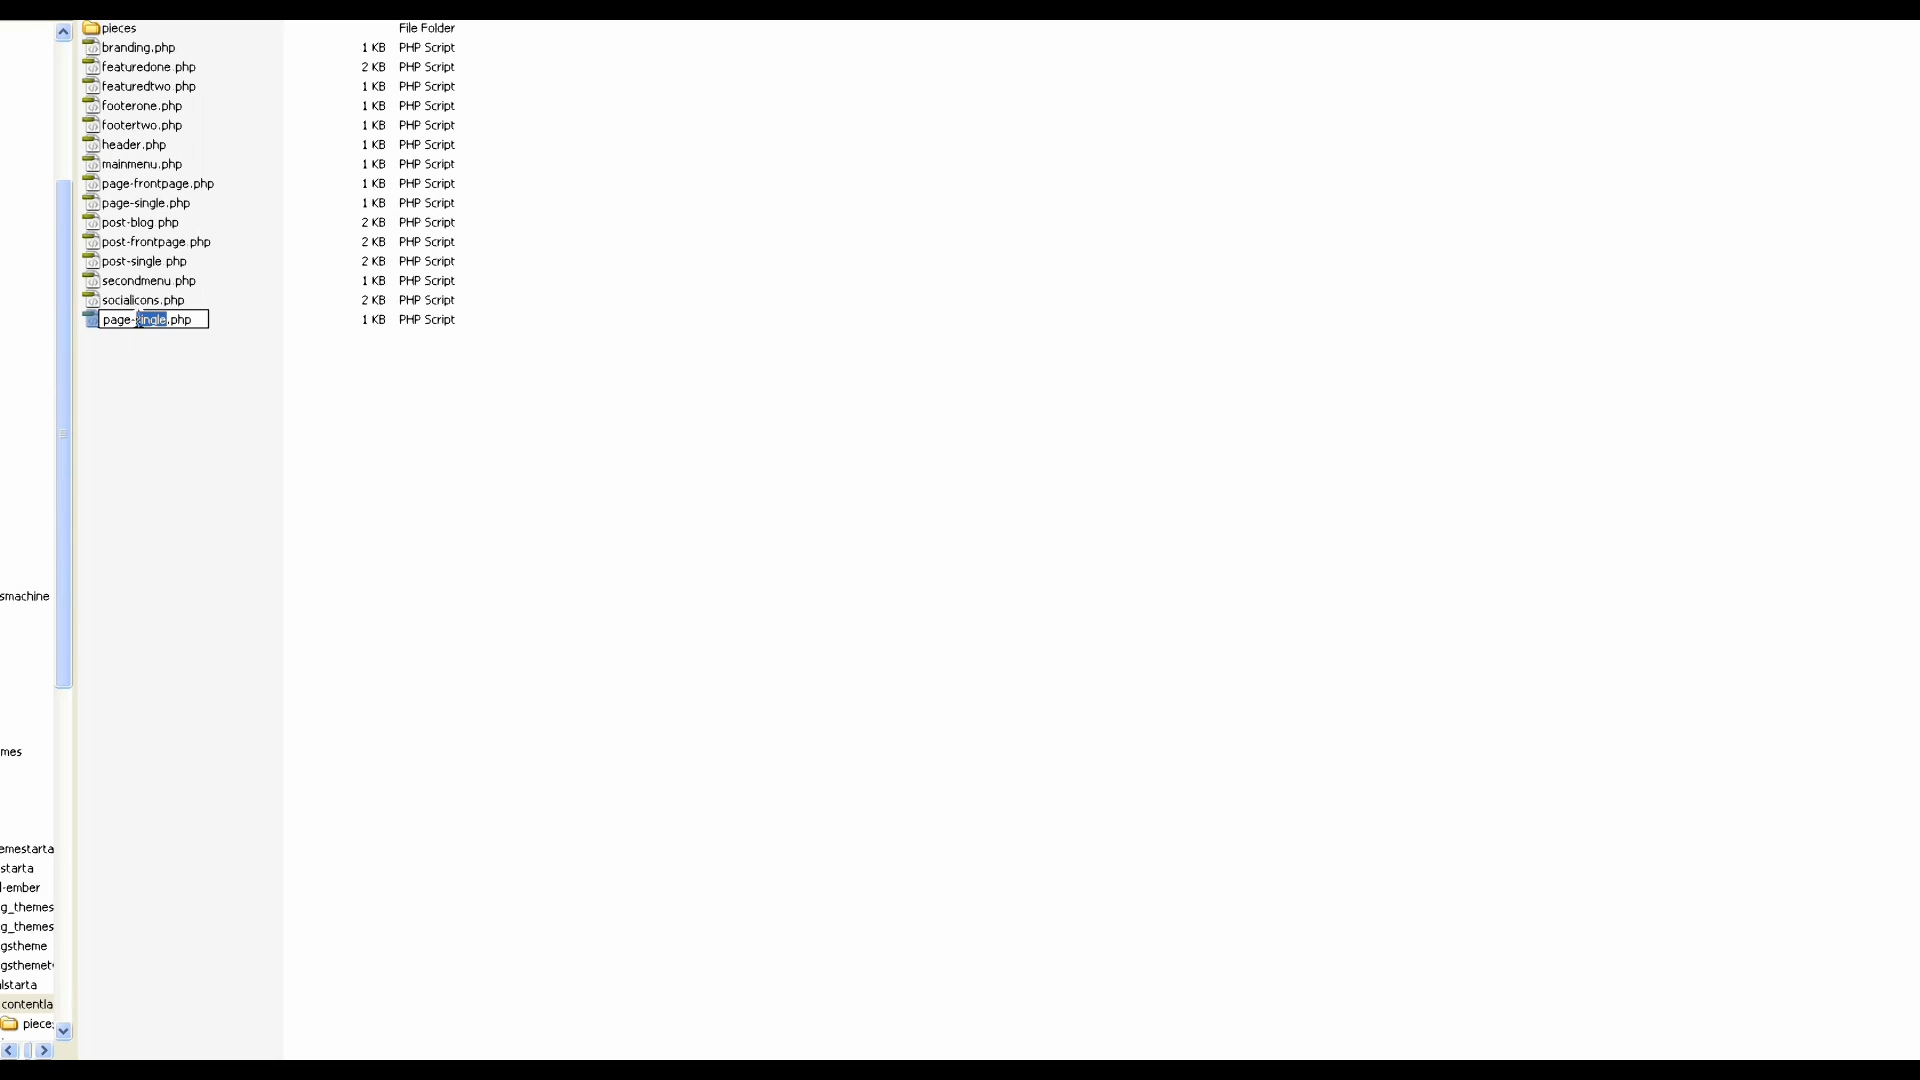 pieces File Folder
branding.php 1 KB PHP Script
featuredone.php 2 KB PHP Script
featuredtwo.php 1 KB PHP Script
footerone.php 1 KB PHP Script
footertwo.php 1 KB PHP Script
header.php 1 KB PHP Script
mainmenu.php 1 KB PHP Script
page-frontpage.php 1 KB PHP Script
page-single.php 1 KB PHP Script
post-blog.php 2 KB PHP Script
post-frontpage.php 2 KB PHP Script
post-single.php 2 KB PHP Script
secondmenu.php 1 KB PHP Script
socialicons.php 2 KB PHP Script
page-single.php 1 KB PHP Script
smachine
mes
emestarta
starta
l-ember
g_themes
g_themes
gstheme
gsthemet
lstarta
contentla
piece